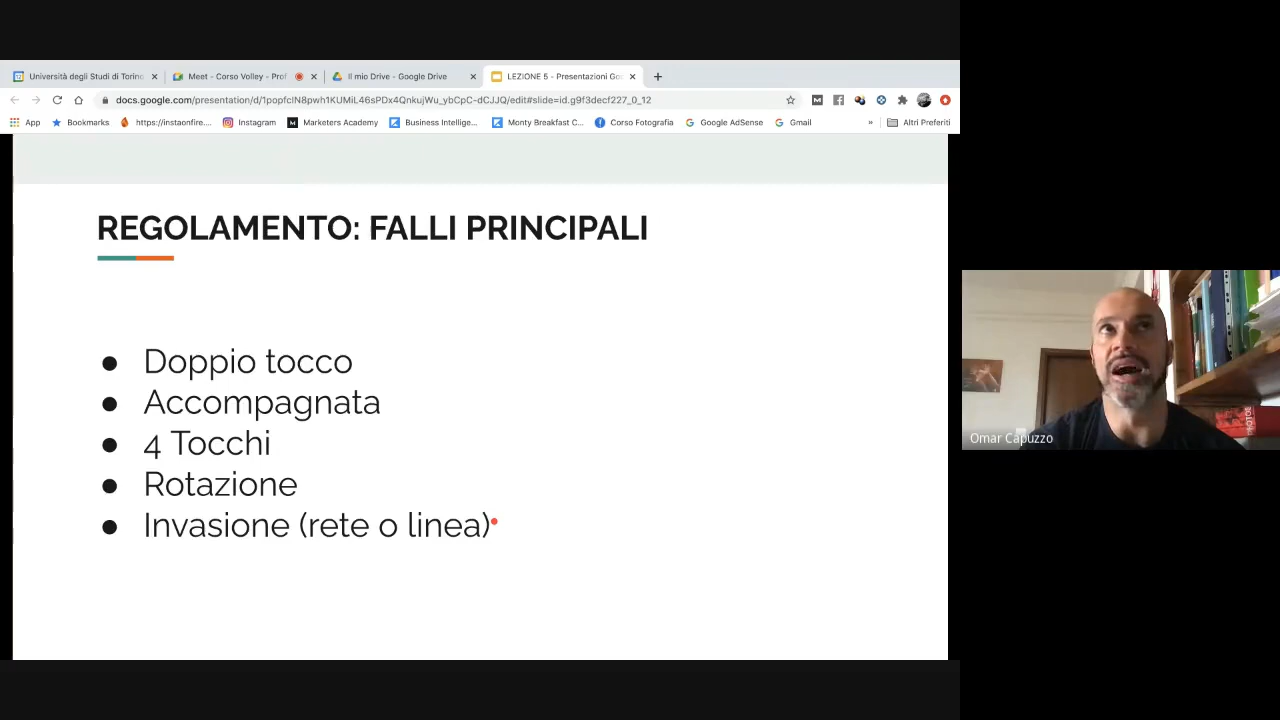 Università degli Studi di Torino
Meet - Corso Volley - Prof
Il mio Drive - Google Drive
LEZIONE 5 - Presentazioni Go
docs.google.com/presentation/d/1popfcIN8pwh1KUMiL46sPDx4QnkujWu_ybCpC-dCJJQ/edit#slide=id.g9f3decf227_0_12
App
Bookmarks
https://instaonfire....
Instagram
Marketers Academy
Business Intellige...
Monty Breakfast C...
Corso Fotografia
Google AdSense
Gmail
»
Altri Preferiti
REGOLAMENTO: FALLI PRINCIPALI
● Doppio tocco
● Accompagnata
● 4 Tocchi
● Rotazione
● Invasione (rete o linea)
Omar Capuzzo